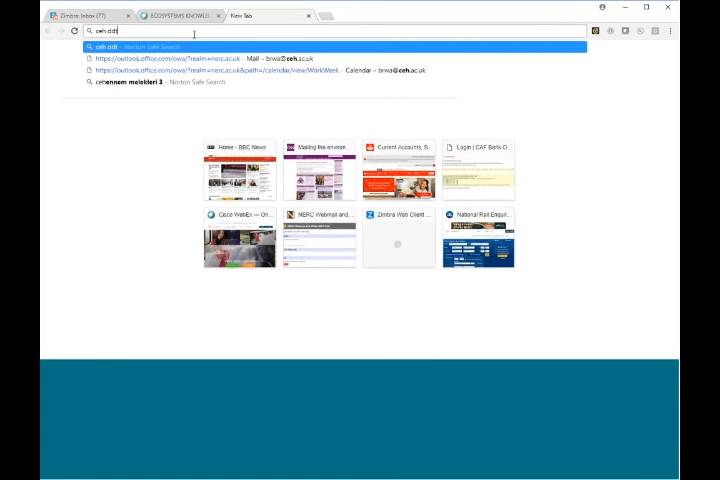 Zimbra: Inbox (77)
ECOSYSTEMS KNOWLE
New Tab
ceh ddt
ceh ddt - Norton Safe Search
https://outlook.office.com/owa/?realm=nerc.ac.uk - Mail – brwa@ceh.ac.uk
https://outlook.office.com/owa/?realm=nerc.ac.uk&path=/calendar/view/WorkWeek - Calendar – brwa@ceh.ac.uk
cehennem melekleri 3 - Norton Safe Search
Home - BBC News
Making the environ...
Current Accounts, S...
Login | CAF Bank O...
Cisco WebEx — On...
NERC Webmail and...
Zimbra Web Client ...
National Rail Enquir...